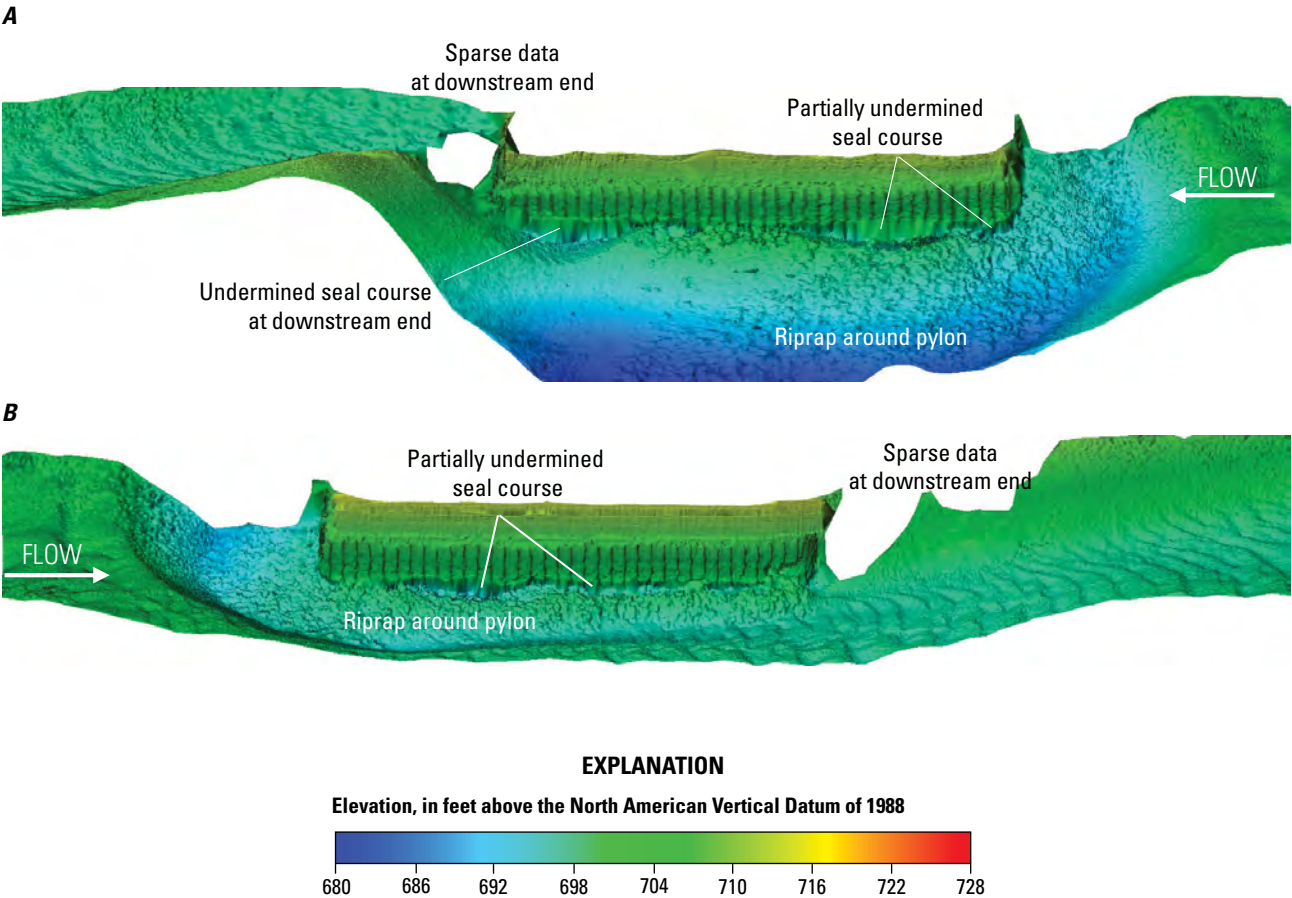 A
Sparse data
at downstream end
Partially undermined
seal course
FLOW
Undermined seal course
at downstream end
Riprap around pylon
B
Partially undermined
seal course
Sparse data
at downstream end
FLOW
Riprap around pylon
EXPLANATION
Elevation, in feet above the North American Vertical Datum of 1988
680 686 692 698 704 710 716 722 728